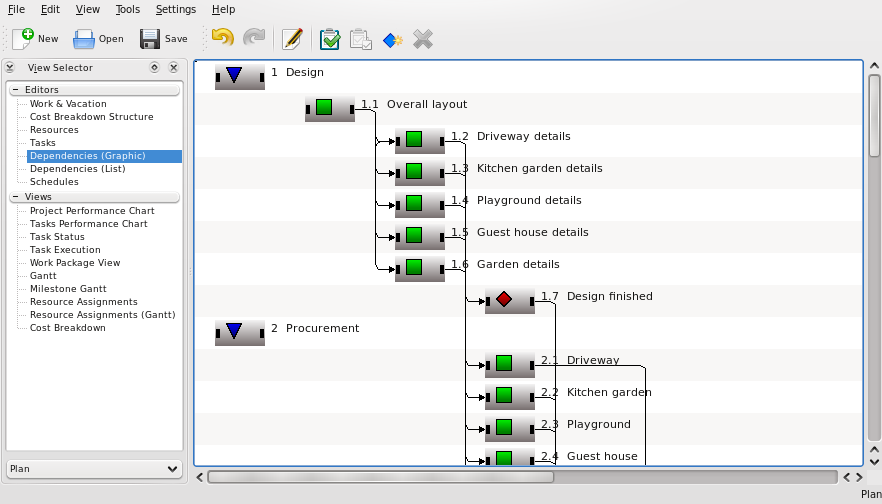 File Edit View Tools Settings Help
New Open Save
View Selector
Editors
Work & Vacation
Cost Breakdown Structure
Resources
Tasks
Dependencies (Graphic)
Dependencies (List)
Schedules
Views
Project Performance Chart
Tasks Performance Chart
Task Status
Task Execution
Work Package View
Gantt
Milestone Gantt
Resource Assignments
Resource Assignments (Gantt)
Cost Breakdown
Plan
1 Design
1.1 Overall layout
1.2 Driveway details
1.3 Kitchen garden details
1.4 Playground details
1.5 Guest house details
1.6 Garden details
1.7 Design finished
2 Procurement
2.1 Driveway
2.2 Kitchen garden
2.3 Playground
2.4 Guest house
Plan